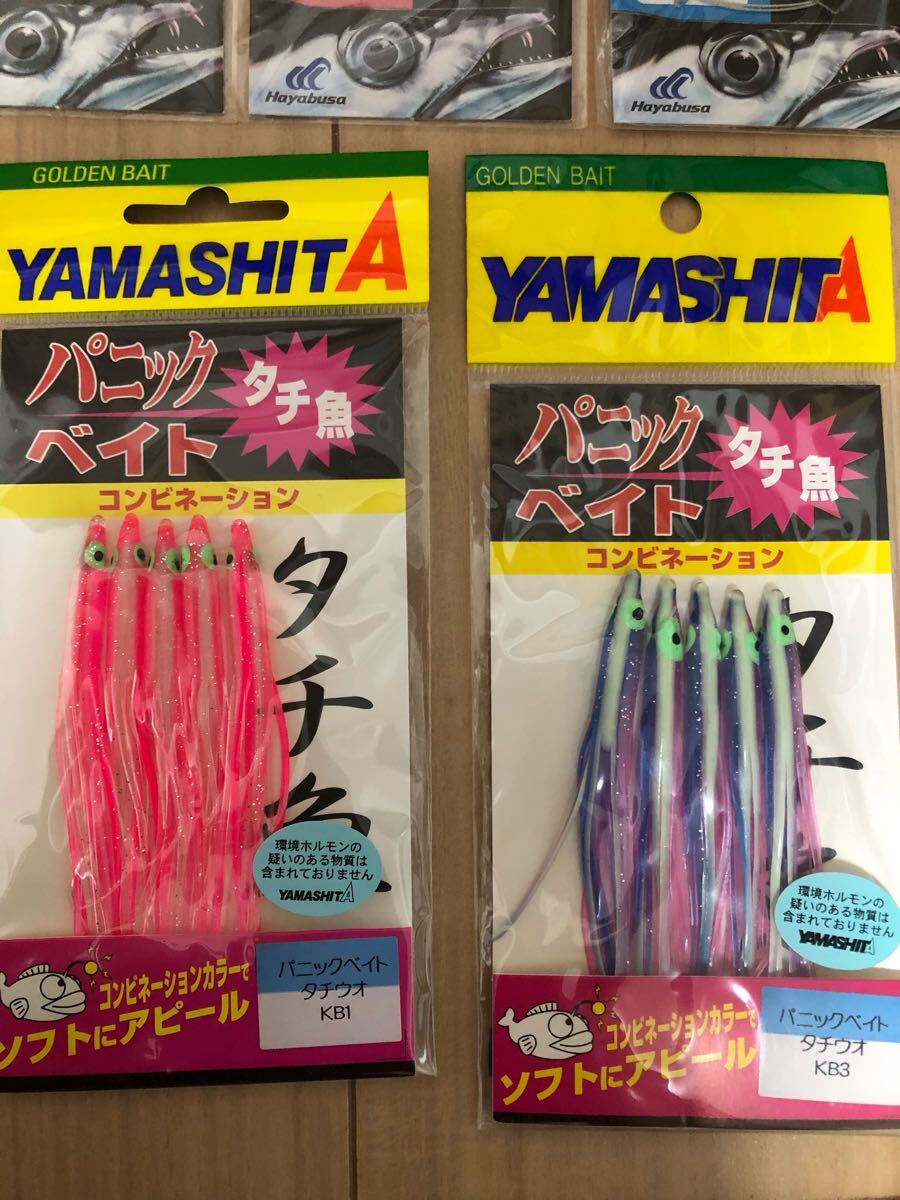 Hayabusa
Hayabusa
GOLDEN BAIT
YAMASHITA
パニック
ベイト
タチ魚
コンビネーション
タチ魚
環境ホルモンの
疑いのある物質は
含まれておりません
YAMASHITA
コンビネーションカラーで
ソフトにアピール
パニックベイト
タチウオ
KB1
GOLDEN BAIT
YAMASHITA
パニック
ベイト
タチ魚
コンビネーション
環境ホルモンの
疑いのある物質は
含まれておりません
YAMASHITA
コンビネーションカラーで
ソフトにアピール
パニックベイト
タチウオ
KB3